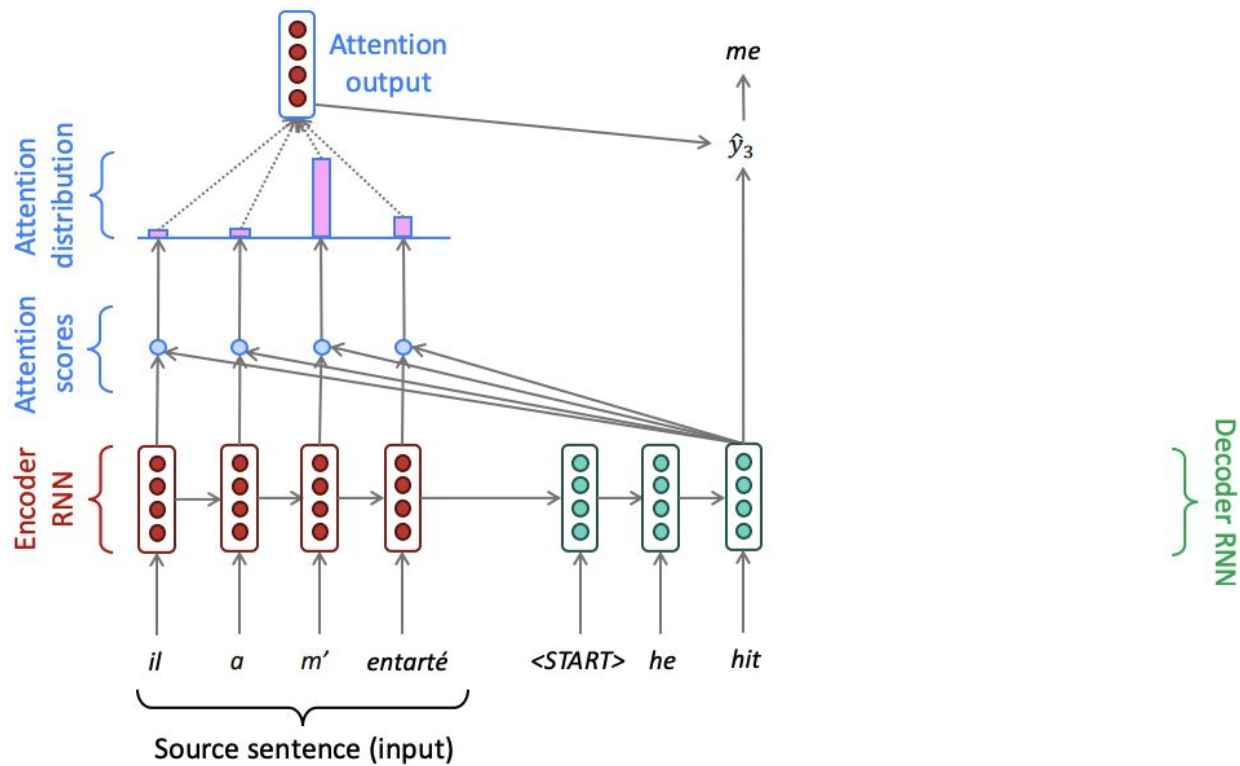 Attention
output
me
Attention
distribution
ŷ₃
Attention
scores
Encoder
RNN
Decoder RNN
il a m’ entarté <START> he hit
Source sentence (input)